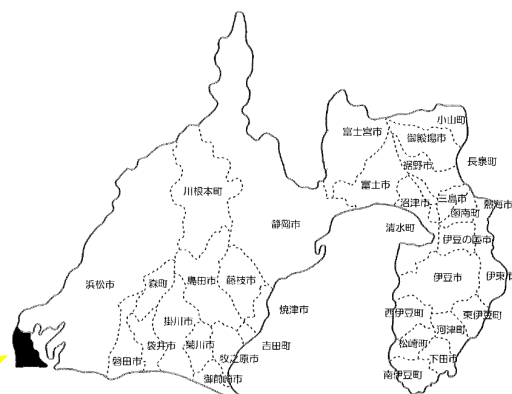 小山町
富士宮市
御殿場市
裾野市
長泉町
富士市
川根本町
沼津市
三島市
熱海市
函南町
静岡市
清水町
伊豆の国市
浜松市
森町
島田市
藤枝市
伊豆市
伊東市
焼津市
西伊豆町
東伊豆町
掛川市
河津町
袋井市
菊川市
吉田町
松崎町
磐田市
牧之原市
下田市
御前崎市
南伊豆町